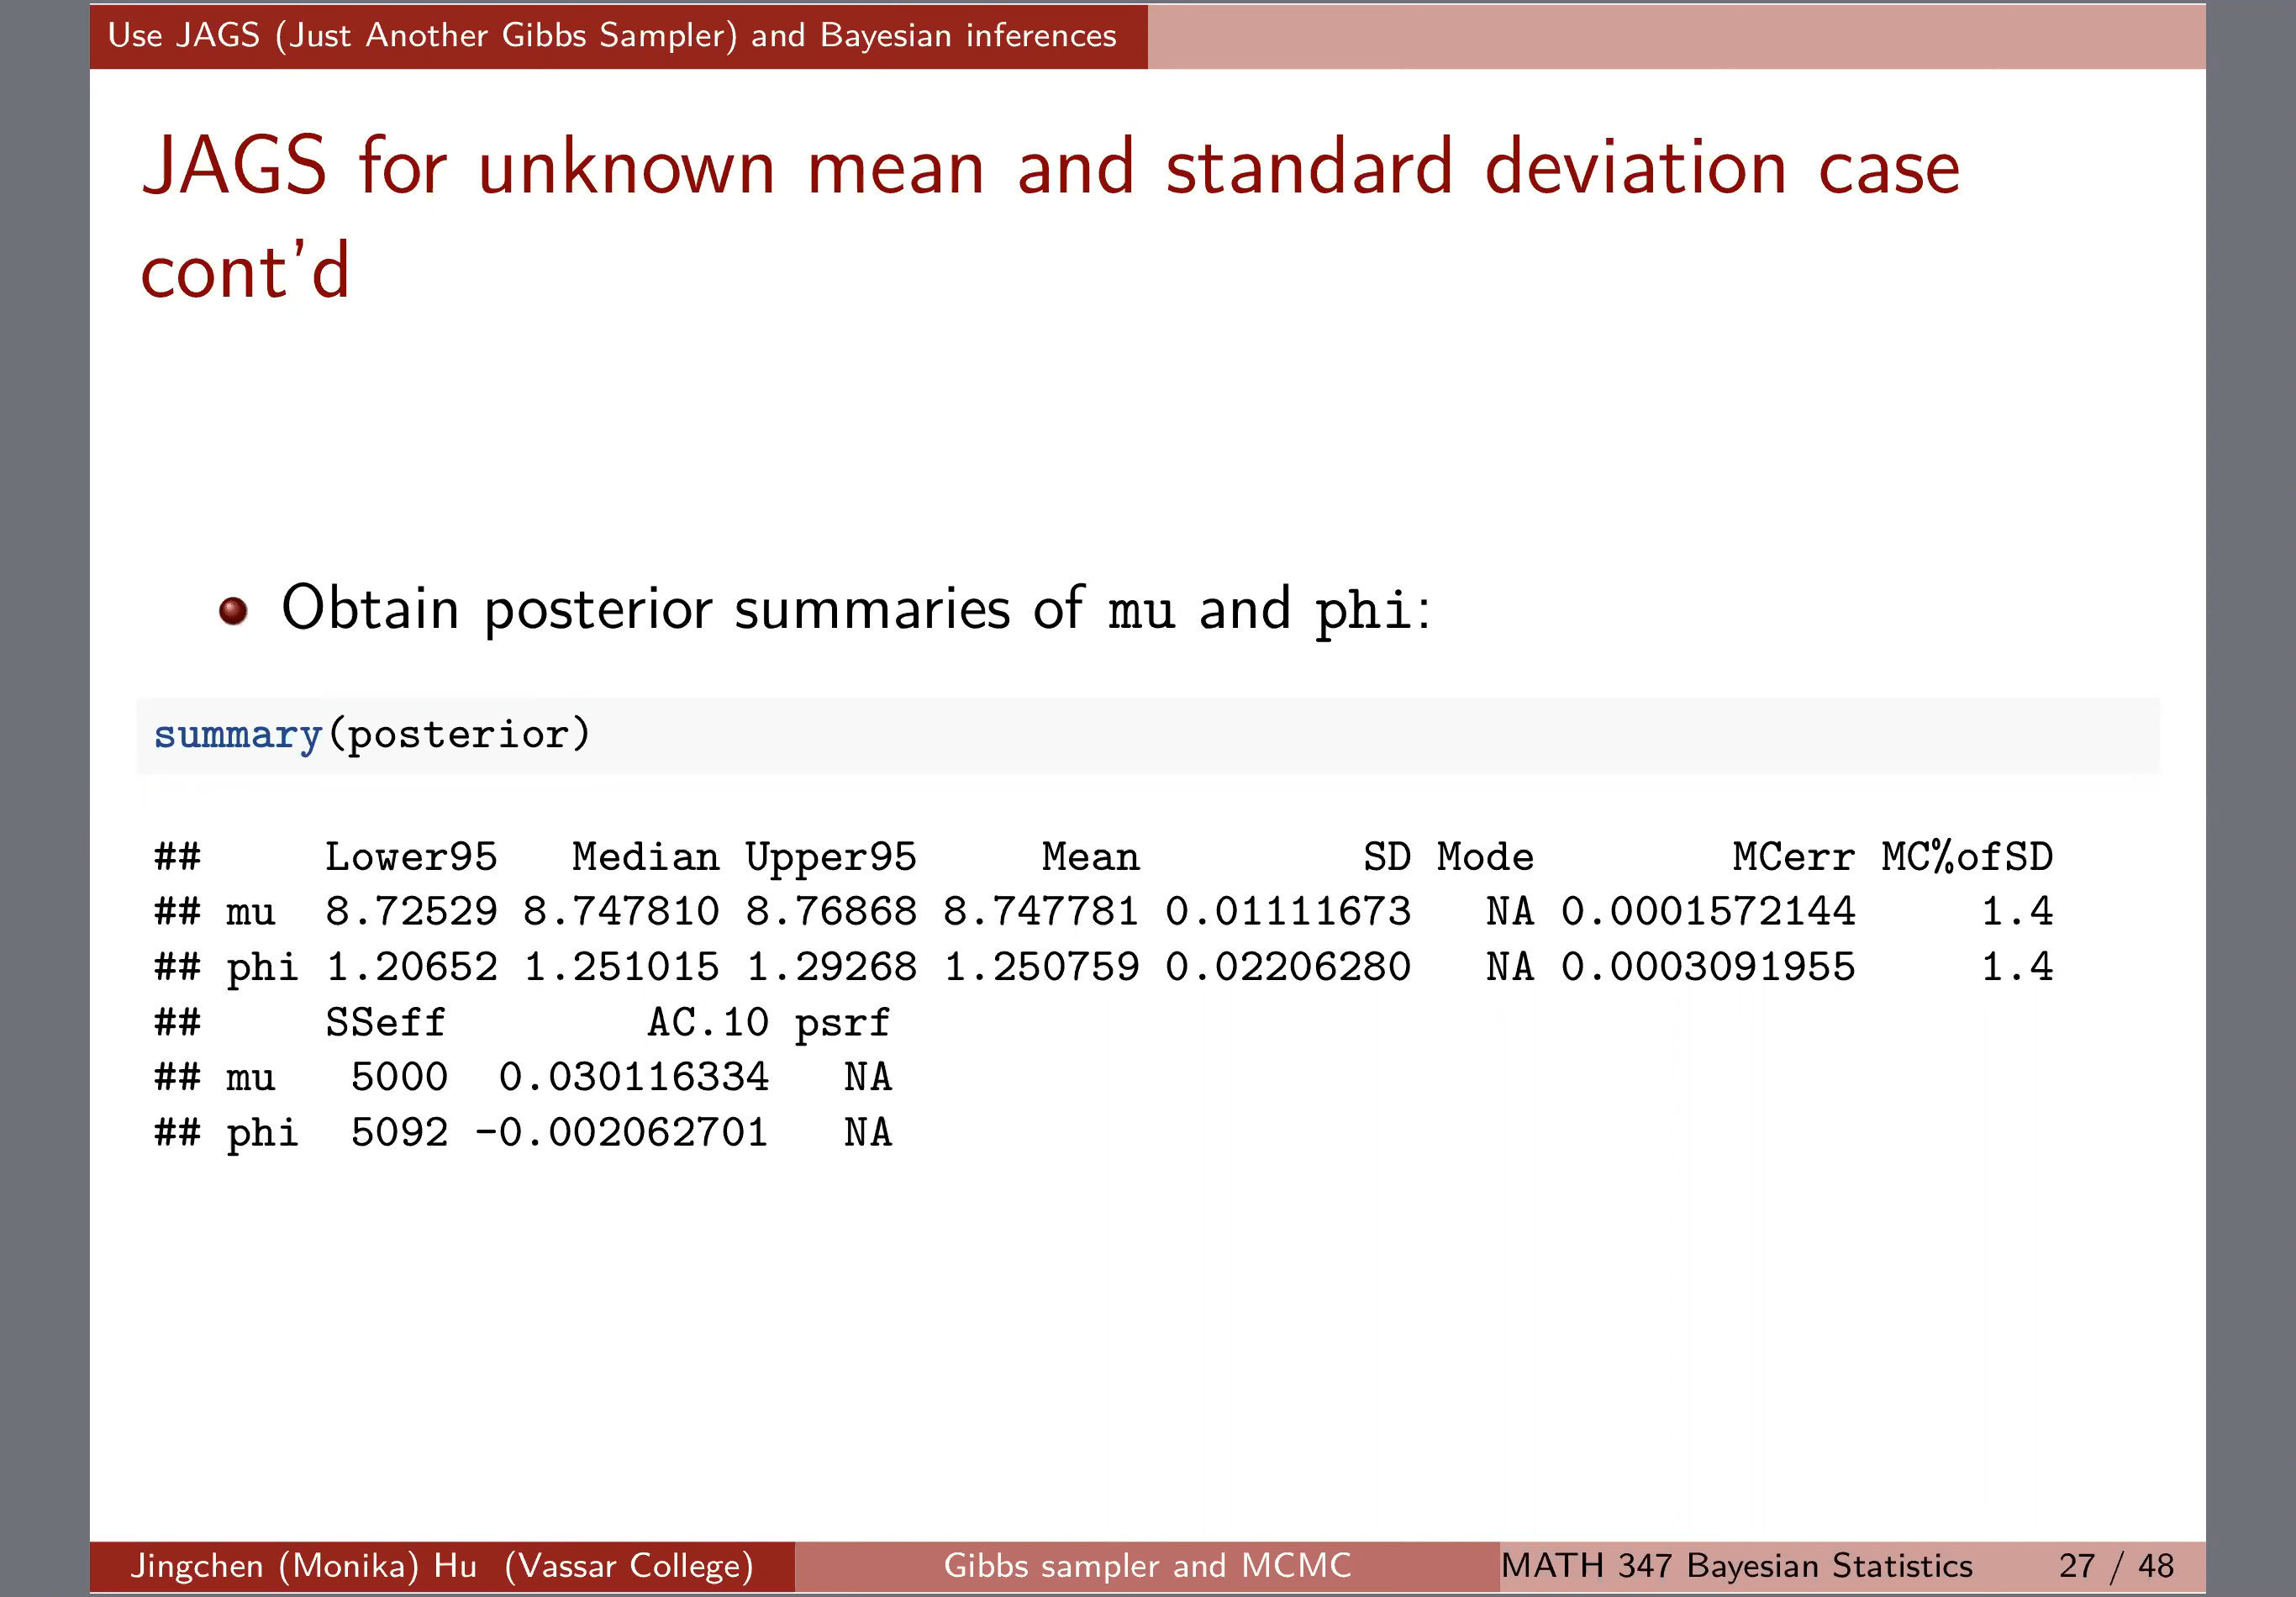 Use JAGS (Just Another Gibbs Sampler) and Bayesian inferences
JAGS for unknown mean and standard deviation case
cont'd
Obtain posterior summaries of mu and phi:
summary(posterior)
##     Lower95   Median Upper95     Mean         SD Mode        MCerr MC%ofSD
## mu  8.72529 8.747810 8.76868 8.747781 0.01111673   NA 0.0001572144     1.4
## phi 1.20652 1.251015 1.29268 1.250759 0.02206280   NA 0.0003091955     1.4
##     SSeff        AC.10 psrf
## mu   5000  0.030116334   NA
## phi  5092 -0.002062701   NA
Jingchen (Monika) Hu (Vassar College) Gibbs sampler and MCMC MATH 347 Bayesian Statistics 27 / 48